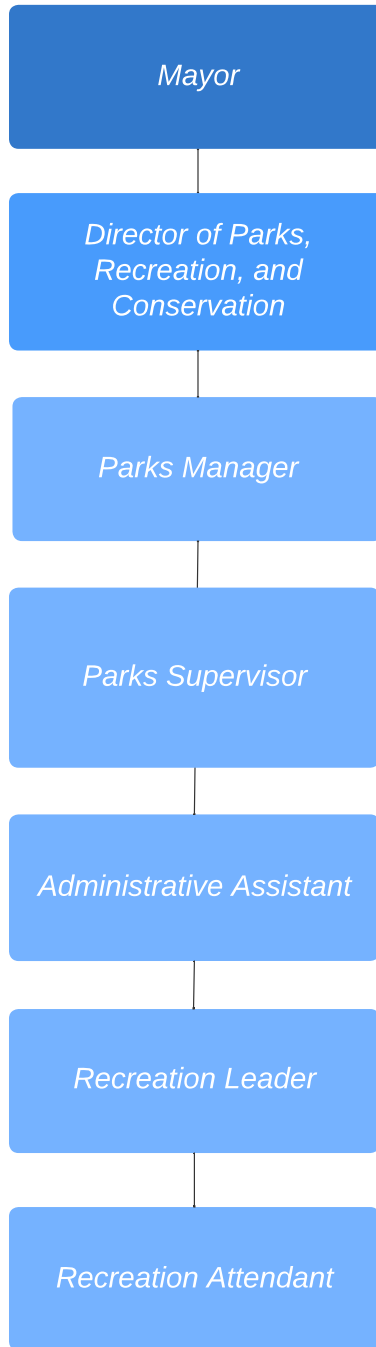 Mayor
Director of Parks,
Recreation, and
Conservation
Parks Manager
Parks Supervisor
Administrative Assistant
Recreation Leader
Recreation Attendant